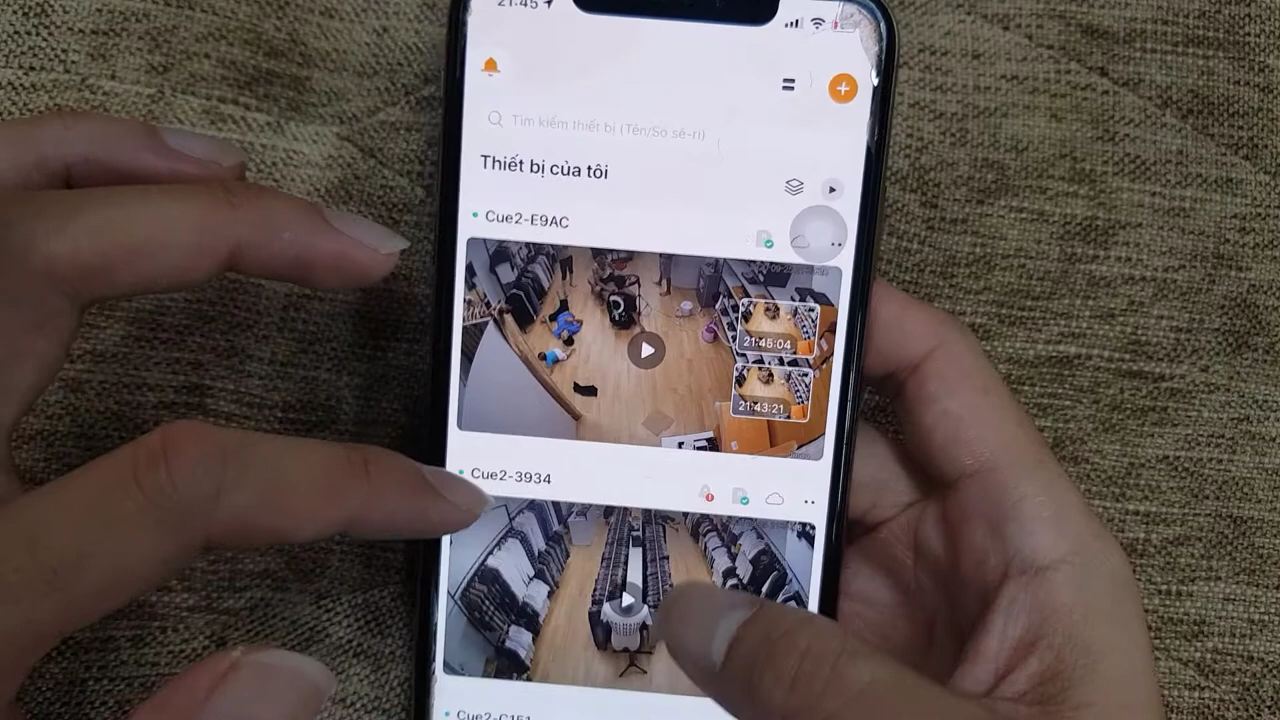 21:45
Tìm kiếm thiết bị (Tên/Số sê-ri)
Thiết bị của tôi
Cue2-E9AC
21:45:04
21:43:21
Cue2-3934
Cue2-C151